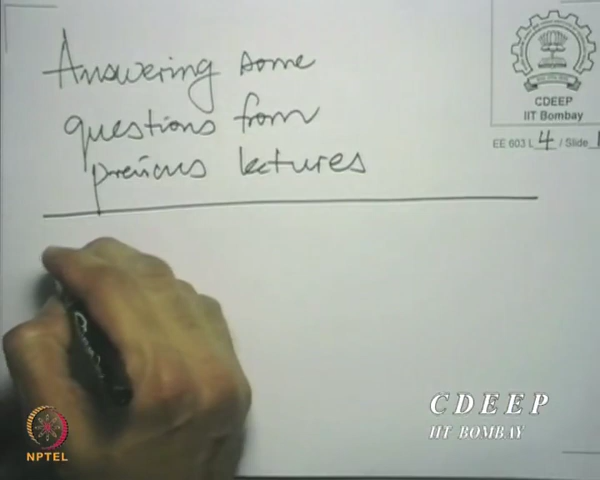 Answering some
questions from
previous lectures
CDEEP
IIT Bombay
EE 603 L 4 / Slide 1
CDEEP
IIT BOMBAY
NPTEL